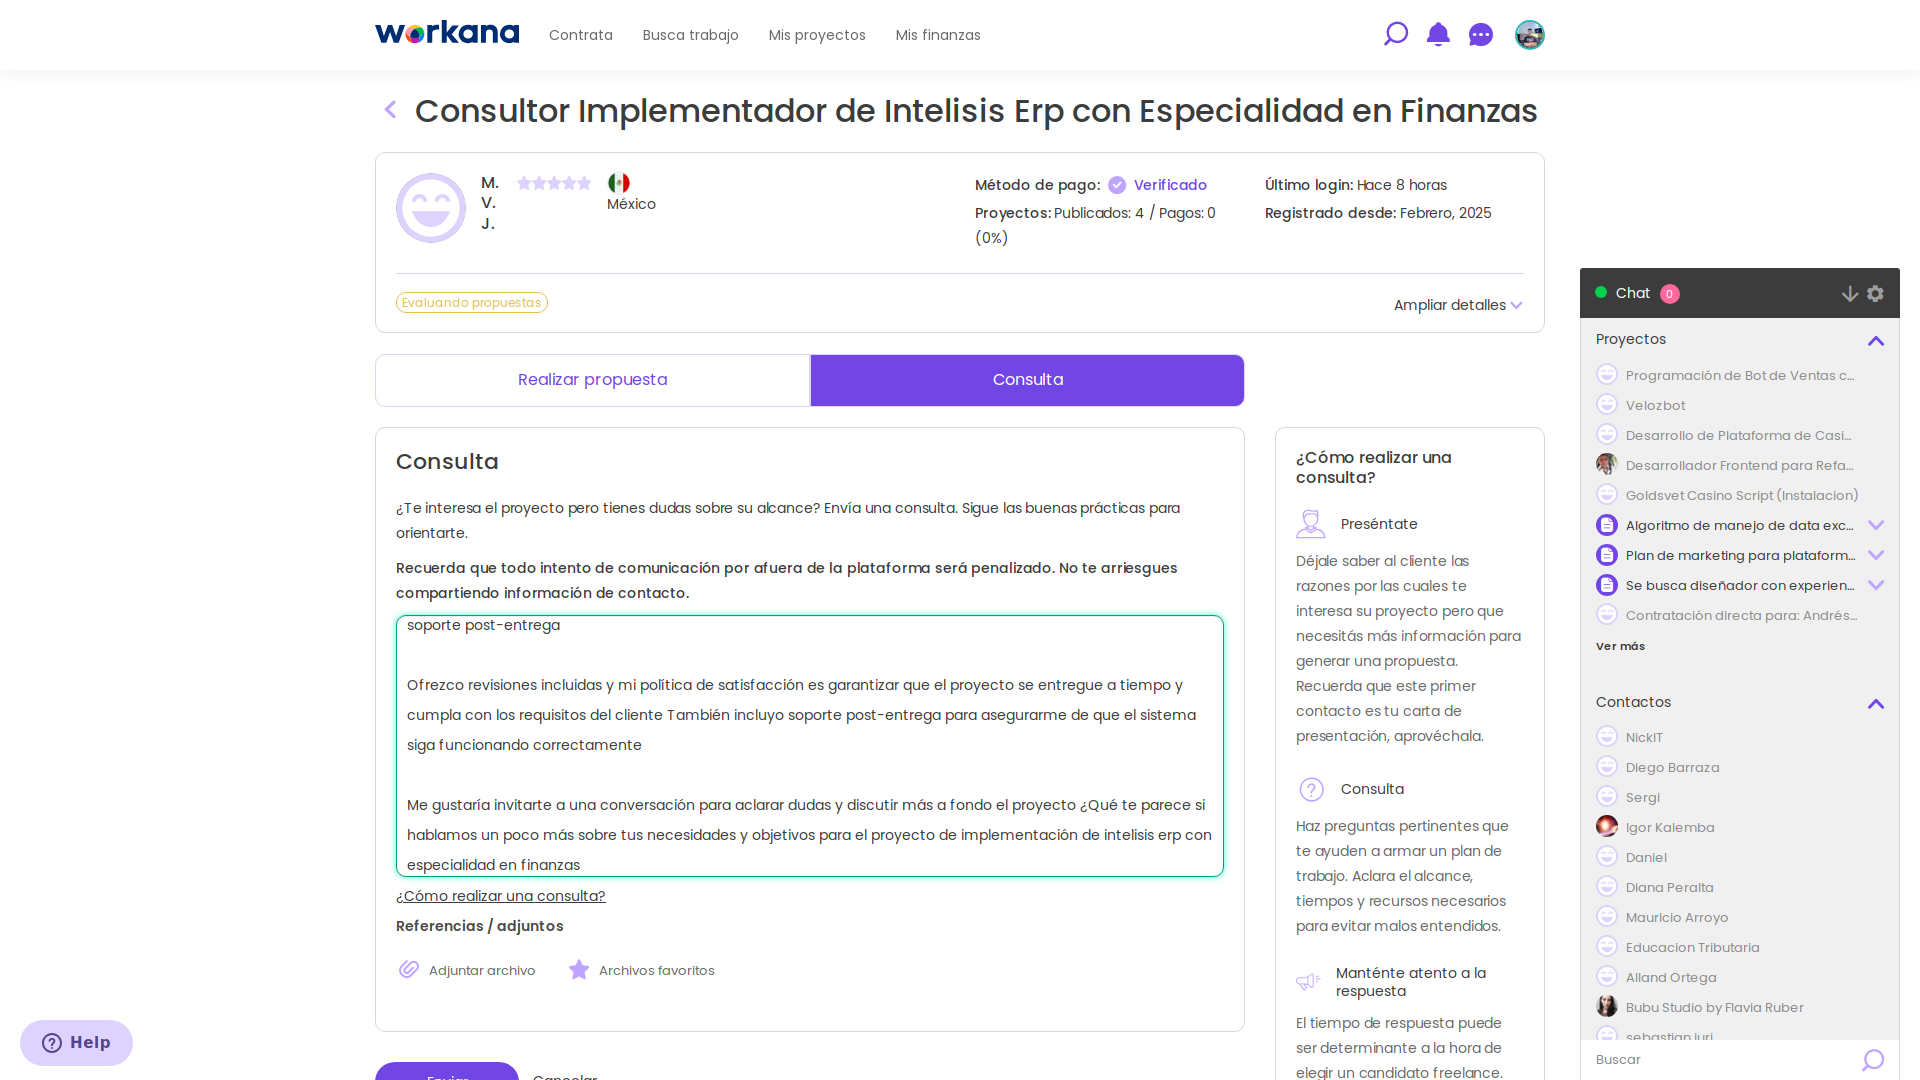 workana
Contrata
Busca trabajo
Mis proyectos
Mis finanzas
Consultor Implementador de Intelisis Erp con Especialidad en Finanzas
M.
V.
J.
México
Método de pago: Verificado
Proyectos: Publicados: 4 / Pagos: 0
(0%)
Último login: Hace 8 horas
Registrado desde: Febrero, 2025
Evaluando propuestas
Ampliar detalles
Realizar propuesta
Consulta
Consulta
¿Te interesa el proyecto pero tienes dudas sobre su alcance? Envía una consulta. Sigue las buenas prácticas para
orientarte.
Recuerda que todo intento de comunicación por afuera de la plataforma será penalizado. No te arriesgues
compartiendo información de contacto.
soporte post-entrega
Ofrezco revisiones incluidas y mi política de satisfacción es garantizar que el proyecto se entregue a tiempo y
cumpla con los requisitos del cliente También incluyo soporte post-entrega para asegurarme de que el sistema
siga funcionando correctamente
Me gustaría invitarte a una conversación para aclarar dudas y discutir más a fondo el proyecto ¿Qué te parece si
hablamos un poco más sobre tus necesidades y objetivos para el proyecto de implementación de intelisis erp con
especialidad en finanzas
¿Cómo realizar una consulta?
Referencias / adjuntos
Adjuntar archivo
Archivos favoritos
Enviar
Cancelar
¿Cómo realizar una
consulta?
Preséntate
Déjale saber al cliente las
razones por las cuales te
interesa su proyecto pero que
necesitás más información para
generar una propuesta.
Recuerda que este primer
contacto es tu carta de
presentación, aprovéchala.
Consulta
Haz preguntas pertinentes que
te ayuden a armar un plan de
trabajo. Aclara el alcance,
tiempos y recursos necesarios
para evitar malos entendidos.
Manténte atento a la
respuesta
El tiempo de respuesta puede
ser determinante a la hora de
elegir un candidato freelance.
Chat 0
Proyectos
Programación de Bot de Ventas c...
Velozbot
Desarrollo de Plataforma de Casi...
Desarrollador Frontend para Refa...
Goldsvet Casino Script (Instalacion)
Algoritmo de manejo de data exc...
Plan de marketing para plataform...
Se busca diseñador con experien...
Contratación directa para: Andrés...
Ver más
Contactos
NickIT
Diego Barraza
Sergi
Igor Kalemba
Daniel
Diana Peralta
Mauricio Arroyo
Educacion Tributaria
Alland Ortega
Bubu Studio by Flavia Ruber
sebastian juri
Buscar
Help